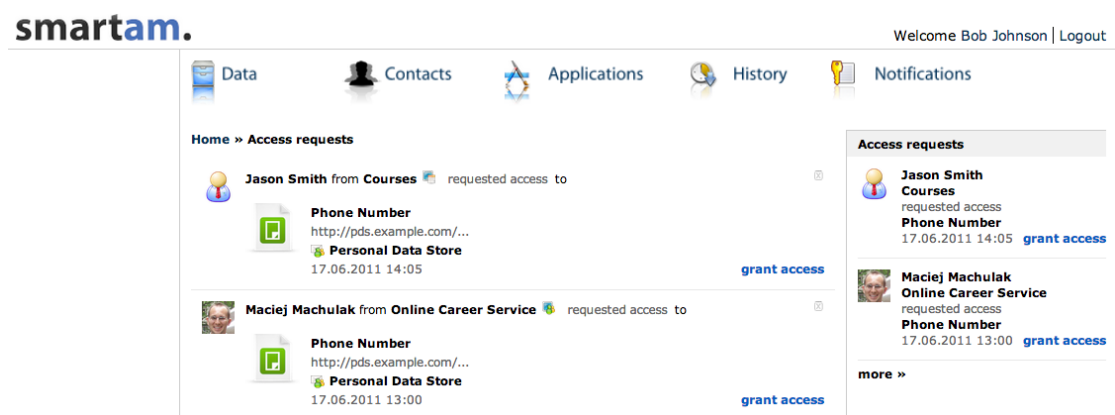 smartam.
Welcome Bob Johnson | Logout
Data
Contacts
Applications
History
Notifications
Home » Access requests
Jason Smith from Courses requested access to
Phone Number
http://pds.example.com/...
Personal Data Store
17.06.2011 14:05
grant access
Maciej Machulak from Online Career Service requested access to
Phone Number
http://pds.example.com/...
Personal Data Store
17.06.2011 13:00
grant access
Access requests
Jason Smith
Courses
requested access
Phone Number
17.06.2011 14:05 grant access
Maciej Machulak
Online Career Service
requested access
Phone Number
17.06.2011 13:00 grant access
more »